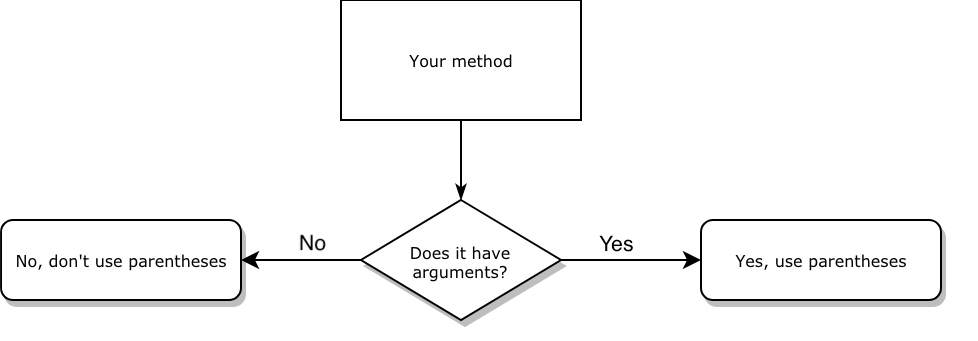 Your method
Does it have
arguments?
No
Yes
No, don't use parentheses
Yes, use parentheses